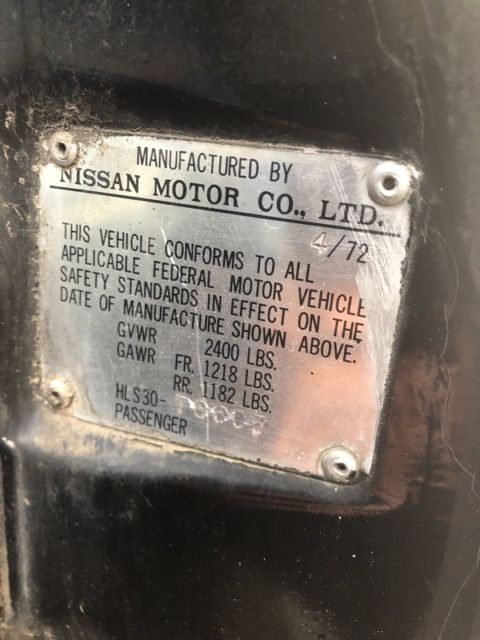 MANUFACTURED BY
NISSAN MOTOR CO., LTD.
4/72
THIS VEHICLE CONFORMS TO ALL
APPLICABLE FEDERAL MOTOR VEHICLE
SAFETY STANDARDS IN EFFECT ON THE
DATE OF MANUFACTURE SHOWN ABOVE.
GVWR 2400 LBS.
GAWR FR. 1218 LBS.
RR. 1182 LBS.
HLS30-
PASSENGER